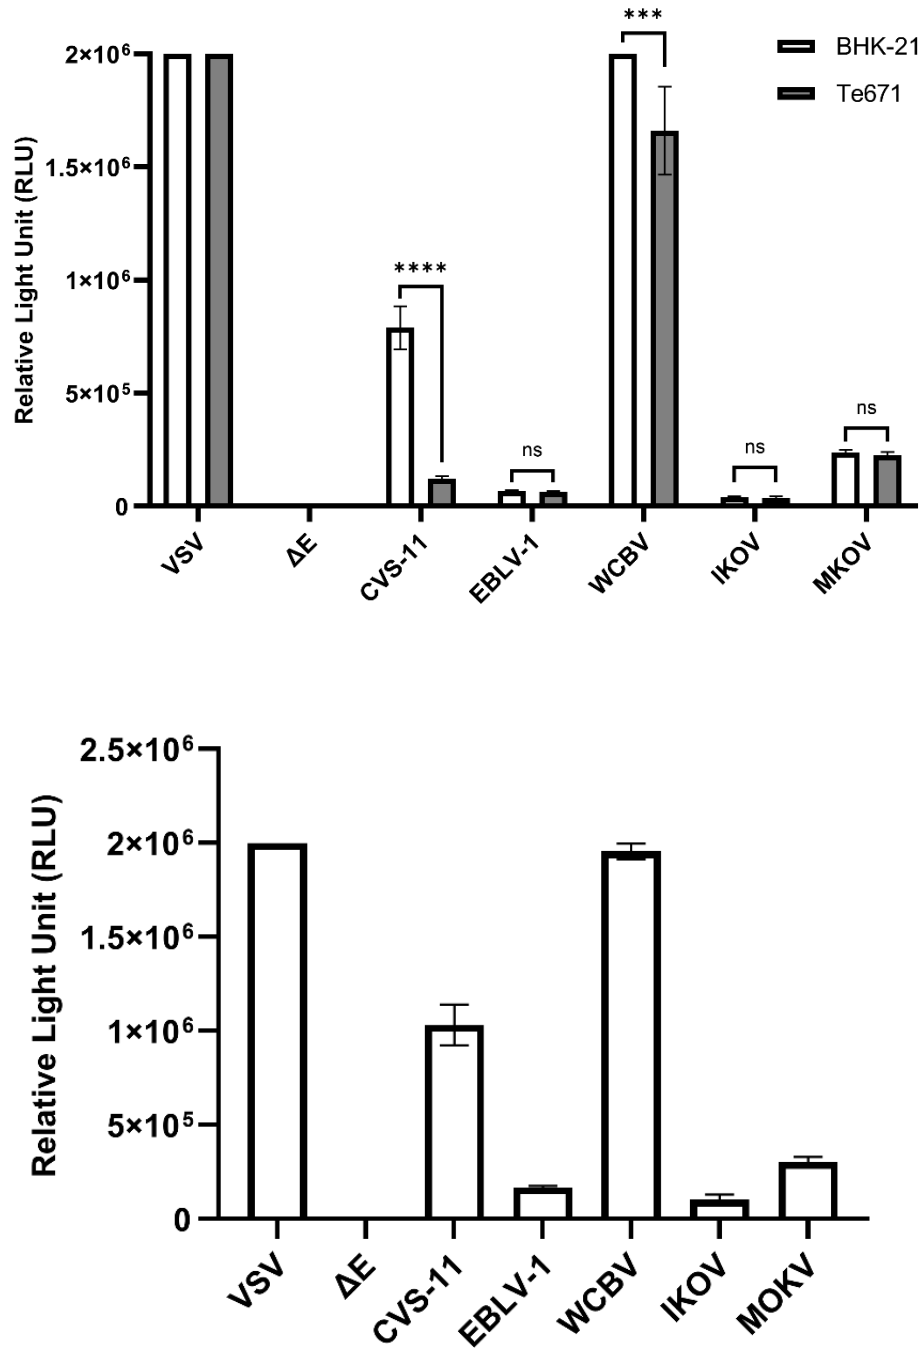 ***
BHK-21
Te671
Relative Light Unit (RLU)
2×10⁶
1.5×10⁶
1×10⁶
5×10⁵
0
****
ns
ns
ns
VSV
ΔE
CVS-11
EBLV-1
WCBV
IKOV
MKOV
Relative Light Unit (RLU)
2.5×10⁶
2×10⁶
1.5×10⁶
1×10⁶
5×10⁵
0
VSV
ΔE
CVS-11
EBLV-1
WCBV
IKOV
MOKV